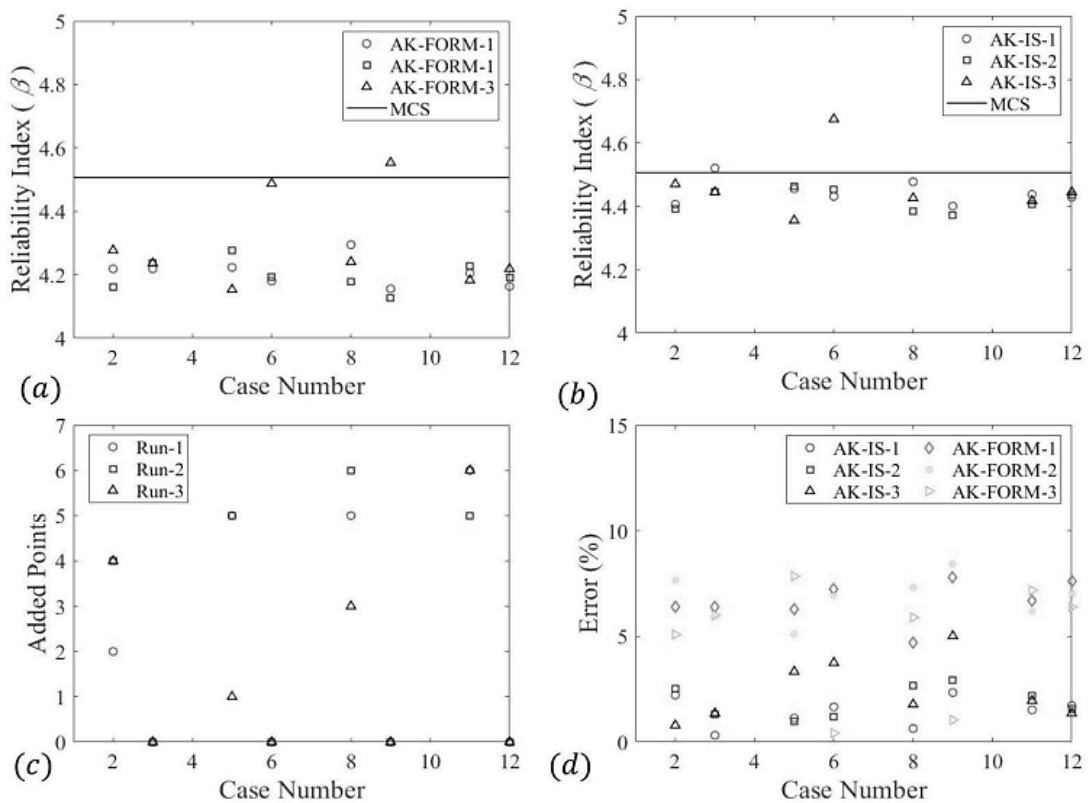 5
4.8
4.6
4.4
4.2
4
Reliability Index ( β )
AK-FORM-1
AK-FORM-1
AK-FORM-3
MCS
2 4 6 8 10 12
Case Number
(a)
5
4.8
4.6
4.4
4.2
4
Reliability Index ( β )
AK-IS-1
AK-IS-2
AK-IS-3
MCS
2 4 6 8 10 12
Case Number
(b)
7
6
5
4
3
2
1
0
Added Points
Run-1
Run-2
Run-3
2 4 6 8 10 12
Case Number
(c)
15
10
5
0
Error (%)
AK-IS-1
AK-IS-2
AK-IS-3
AK-FORM-1
AK-FORM-2
AK-FORM-3
2 4 6 8 10 12
Case Number
(d)